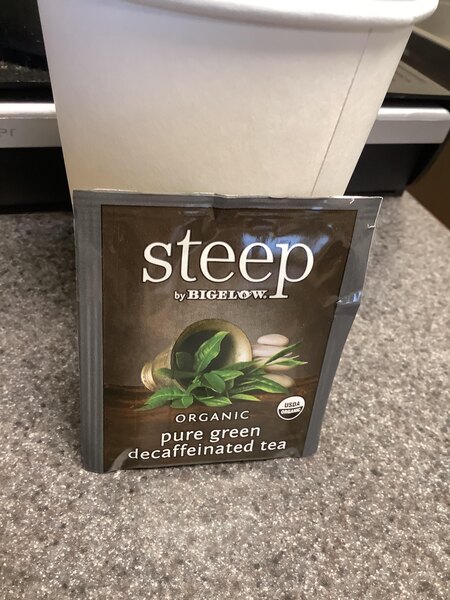 steep
by BIGELOW.
USDA
ORGANIC
ORGANIC
pure green
decaffeinated tea